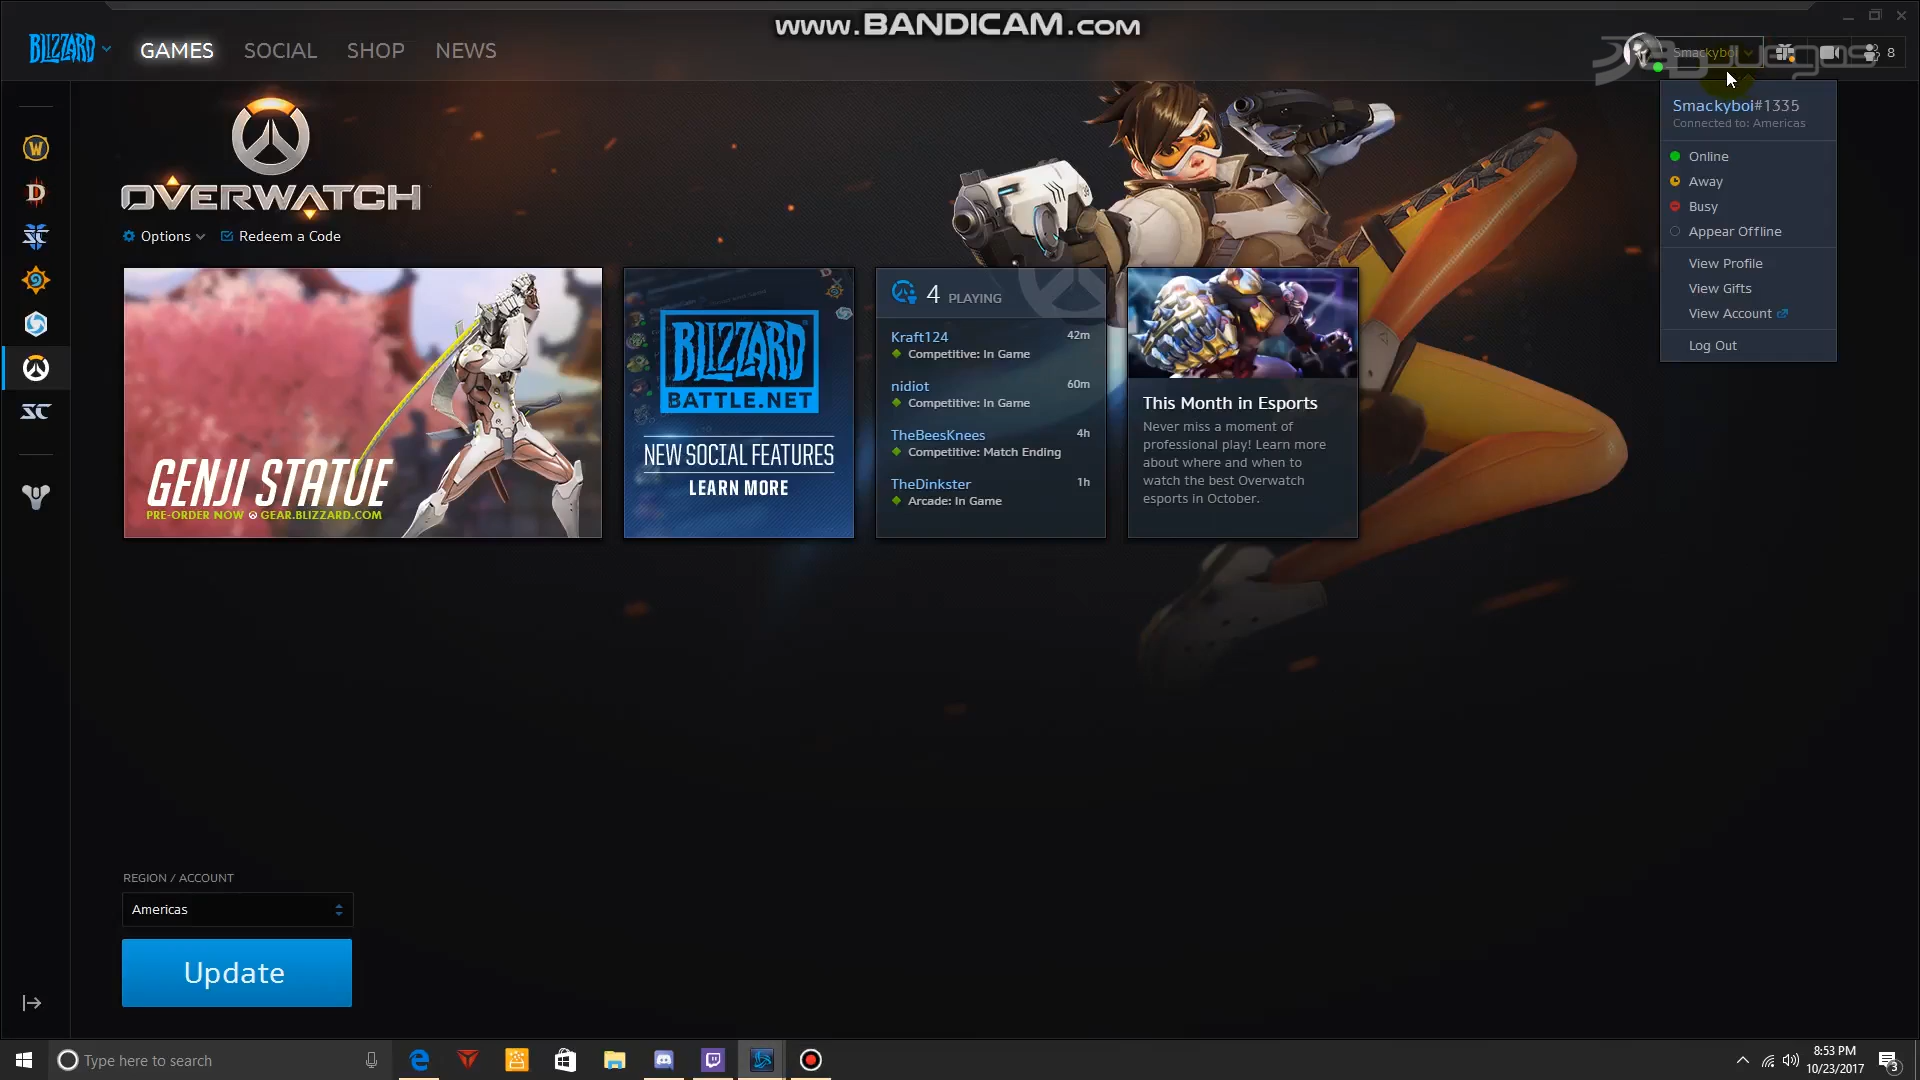 www.BANDICAM.com
BLIZZARD
GAMES
SOCIAL
SHOP
NEWS
Smackyboi
8
Smackyboi#1335
Connected to: Americas
Online
Away
Busy
Appear Offline
View Profile
View Gifts
View Account
Log Out
OVERWATCH
Options
Redeem a Code
GENJI STATUE
PRE-ORDER NOW GEAR.BLIZZARD.COM
BLIZZARD
BATTLE.NET
NEW SOCIAL FEATURES
LEARN MORE
4 PLAYING
Kraft124 42m
Competitive: In Game
nidiot 60m
Competitive: In Game
TheBeesKnees 4h
Competitive: Match Ending
TheDinkster 1h
Arcade: In Game
This Month in Esports
Never miss a moment of
professional play! Learn more
about where and when to
watch the best Overwatch
esports in October.
REGION / ACCOUNT
Americas
Update
Type here to search
8:53 PM
10/23/2017
3